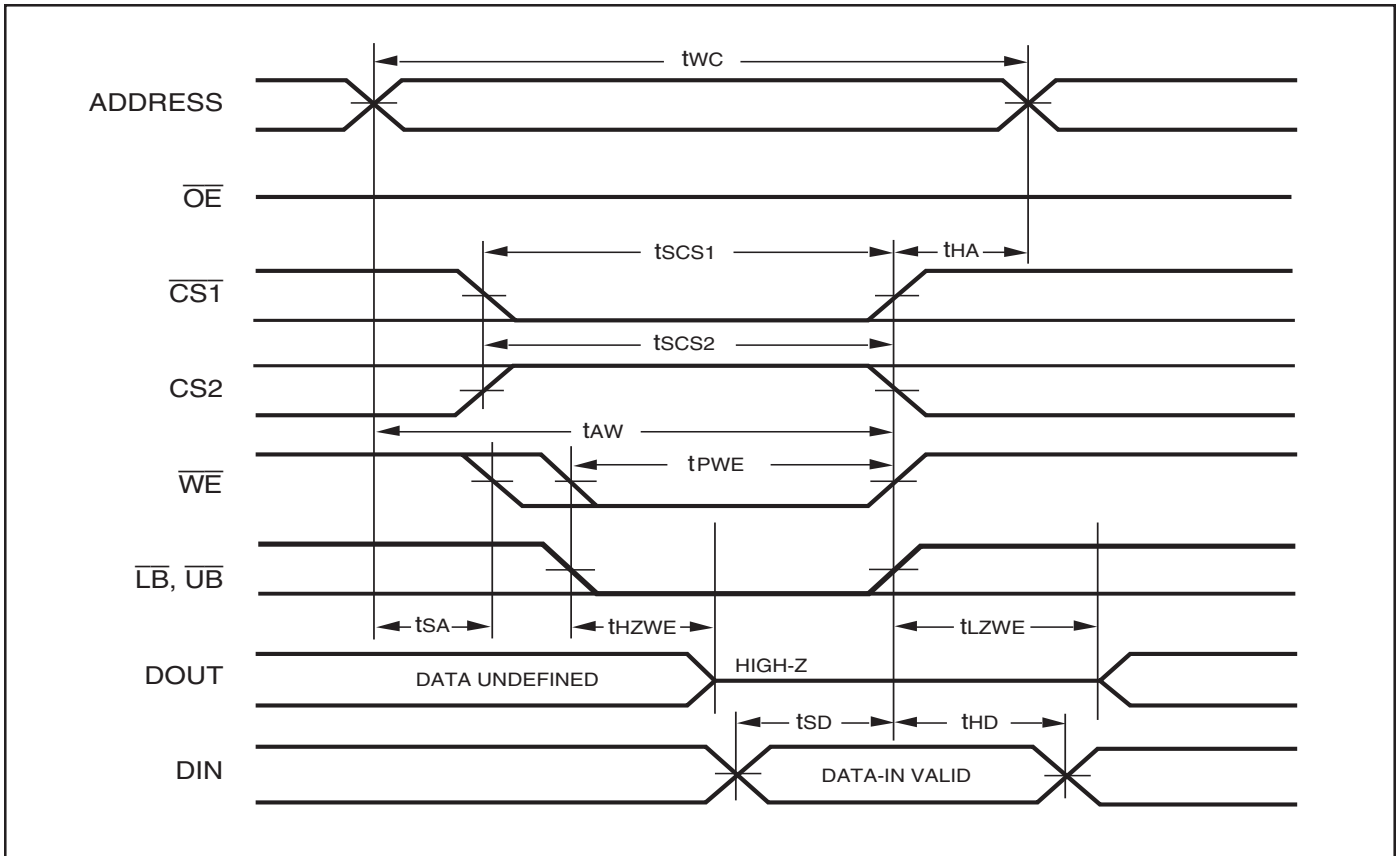 tWC
ADDRESS
OE
tSCS1
tHA
CS1
tSCS2
CS2
tAW
tPWE
WE
LB, UB
tSA
tHZWE
tLZWE
DOUT
DATA UNDEFINED
HIGH-Z
tSD
tHD
DIN
DATA-IN VALID